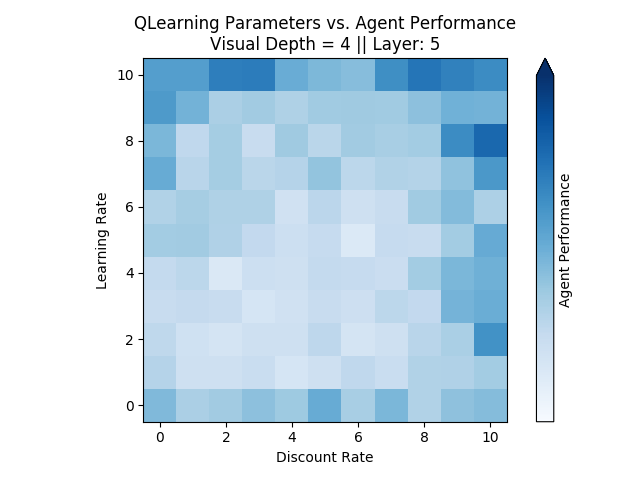 QLearning Parameters vs. Agent Performance
Visual Depth = 4 || Layer: 5
10
8
6
4
2
0
Learning Rate
0 2 4 6 8 10
Discount Rate
Agent Performance